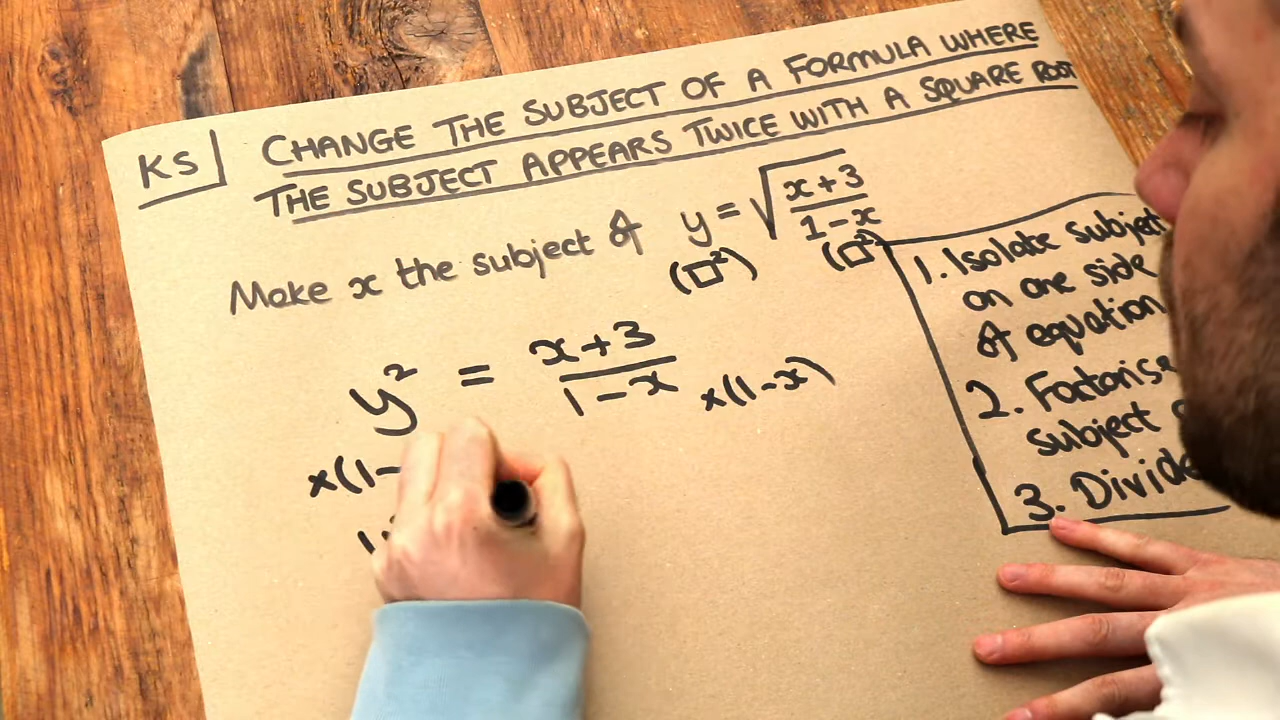 KS
CHANGE THE SUBJECT OF A FORMULA WHERE
THE SUBJECT APPEARS TWICE WITH A SQUARE ROOT
Make x the subject of y = √((x+3)/(1-x))
(□²) (□²)
y² = (x+3)/(1-x) ×(1-x)
×(1-
1. Isolate subject
on one side
of equation
2. Factorise
subject
3. Divide